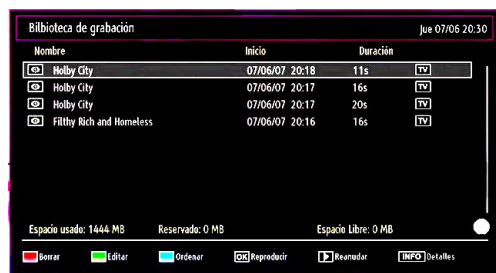 Bilbioteca de grabación Jue 07/06 20:30
Nombre Inicio Duración
Holby City 07/06/07 20:18 11s TV
Holby City 07/06/07 20:17 16s TV
Holby City 07/06/07 20:17 20s TV
Filthy Rich and Homeless 07/06/07 20:16 16s TV
Espacio usado: 1444 MB Reservado: 0 MB Espacio Libre: 0 MB
Borrar Editar Ordenar OK Reproducir Reanudar INFO Detalles